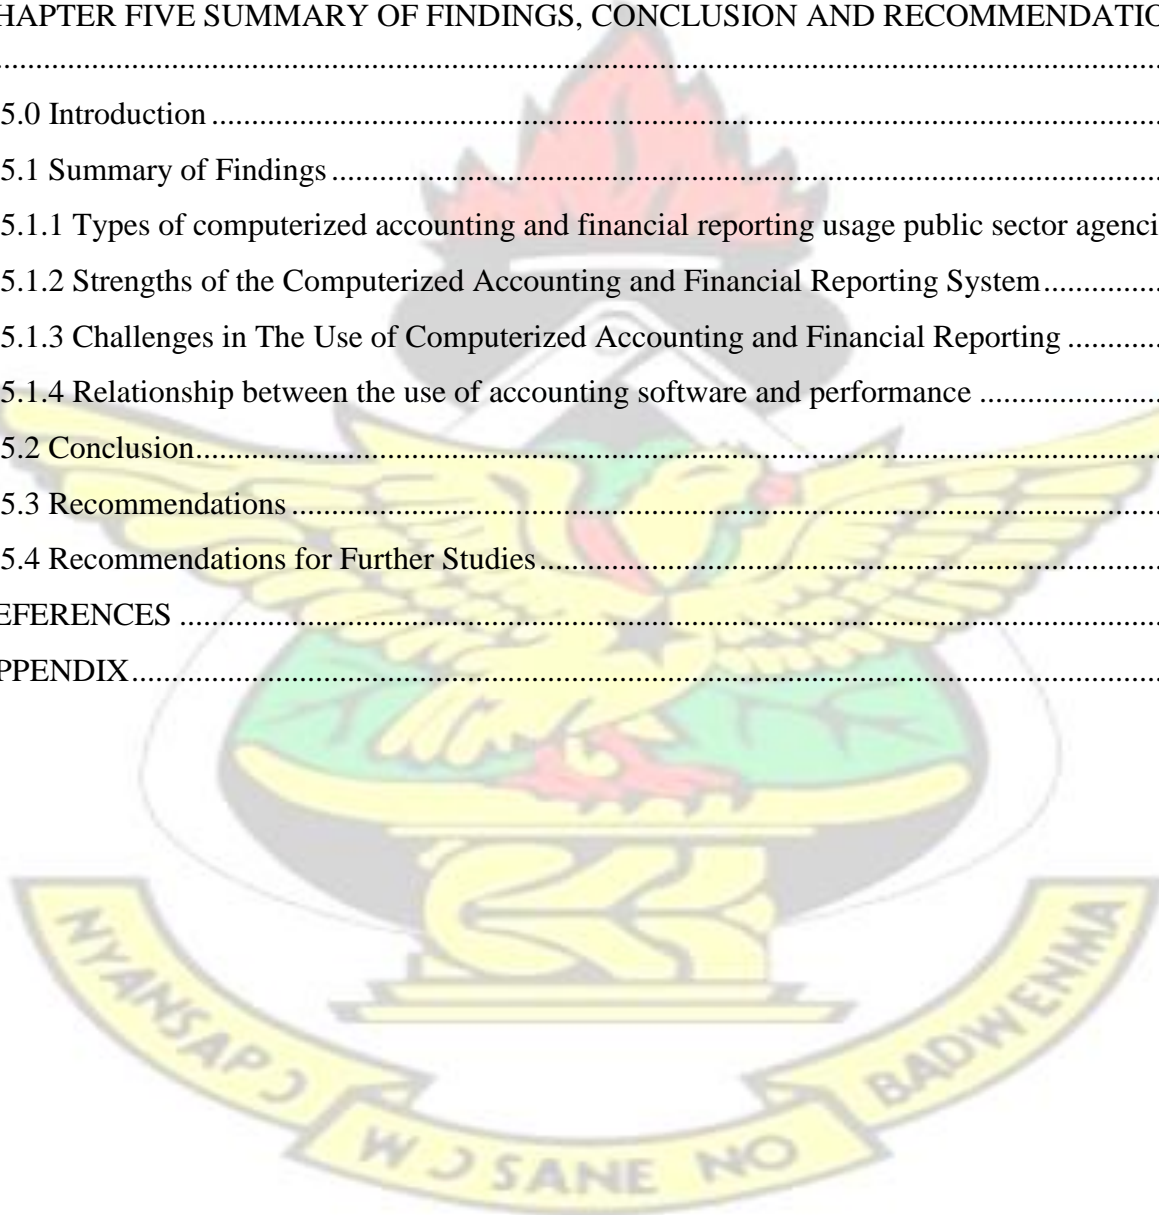 HAPTER FIVE SUMMARY OF FINDINGS, CONCLUSION AND RECOMMENDATIO
....................................................................................................
5.0 Introduction ....................................................................................................
5.1 Summary of Findings ....................................................................................................
5.1.1 Types of computerized accounting and financial reporting usage public sector agenci
5.1.2 Strengths of the Computerized Accounting and Financial Reporting System ............
5.1.3 Challenges in The Use of Computerized Accounting and Financial Reporting ............
5.1.4 Relationship between the use of accounting software and performance ....................
5.2 Conclusion ....................................................................................................
5.3 Recommendations ....................................................................................................
5.4 Recommendations for Further Studies ....................................................................................
EFERENCES ....................................................................................................
PPENDIX ....................................................................................................
NYANSAPƆ
WƆSANE NO
BADWENMA